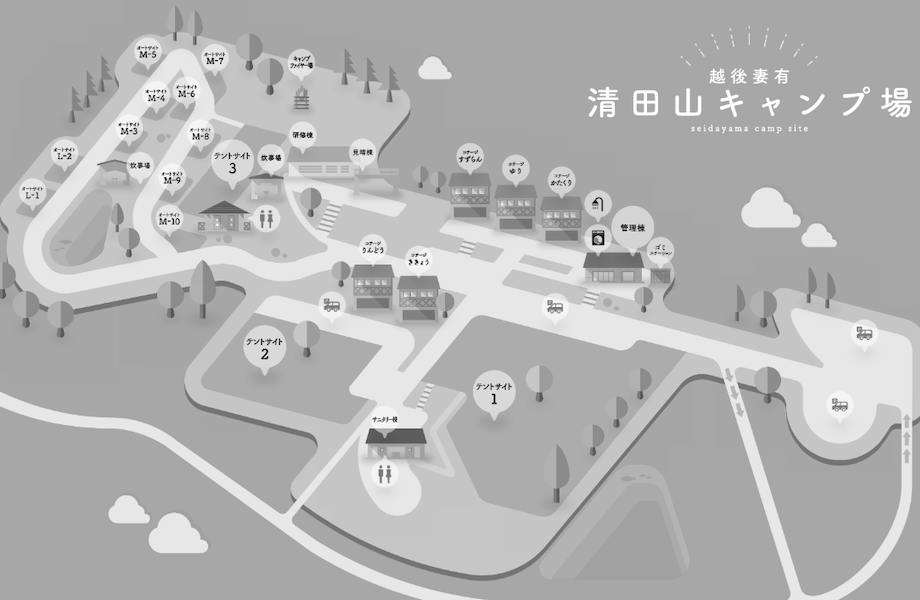 越後妻有
清田山キャンプ場
seidayama camp site
オートサイト
M-5
オートサイト
M-7
キャンプ
ファイヤー場
オートサイト
M-4
オートサイト
M-6
オートサイト
M-3
オートサイト
M-8
研修棟
見晴棟
オートサイト
L-2
炊事場
テントサイト
3
炊事場
オートサイト
M-9
オートサイト
L-1
オートサイト
M-10
コテージ
すずらん
コテージ
ゆり
コテージ
かたくり
管理棟
ゴミ
ステーション
コテージ
りんどう
コテージ
ききょう
テントサイト
2
テントサイト
1
サニタリー棟